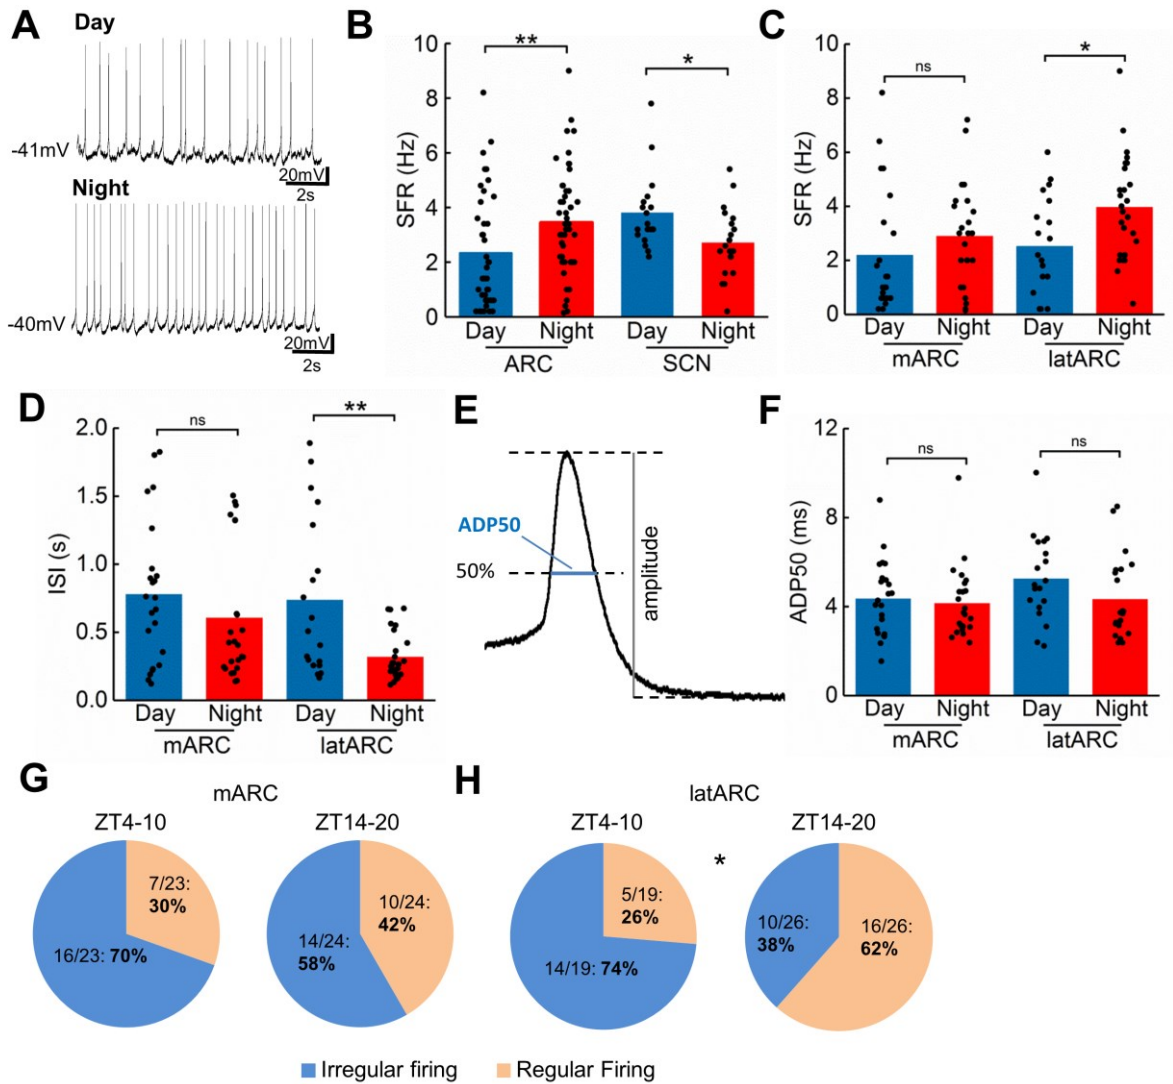 A
Day
-41mV
20mV
2s
Night
-40mV
20mV
2s
B
10
8
6
4
2
0
SFR (Hz)
**
*
Day Night Day Night
ARC SCN
C
10
8
6
4
2
0
SFR (Hz)
ns
*
Day Night Day Night
mARC latARC
D
2.0
1.5
1.0
0.5
0.0
ISI (s)
ns
**
Day Night Day Night
mARC latARC
E
ADP50
50%
amplitude
F
12
8
4
0
ADP50 (ms)
ns
ns
Day Night Day Night
mARC latARC
G
mARC
ZT4-10 ZT14-20
7/23:
30%
16/23: 70%
10/24:
42%
14/24:
58%
H
latARC
ZT4-10 ZT14-20
*
5/19:
26%
14/19: 74%
10/26:
38%
16/26:
62%
Irregular firing Regular Firing